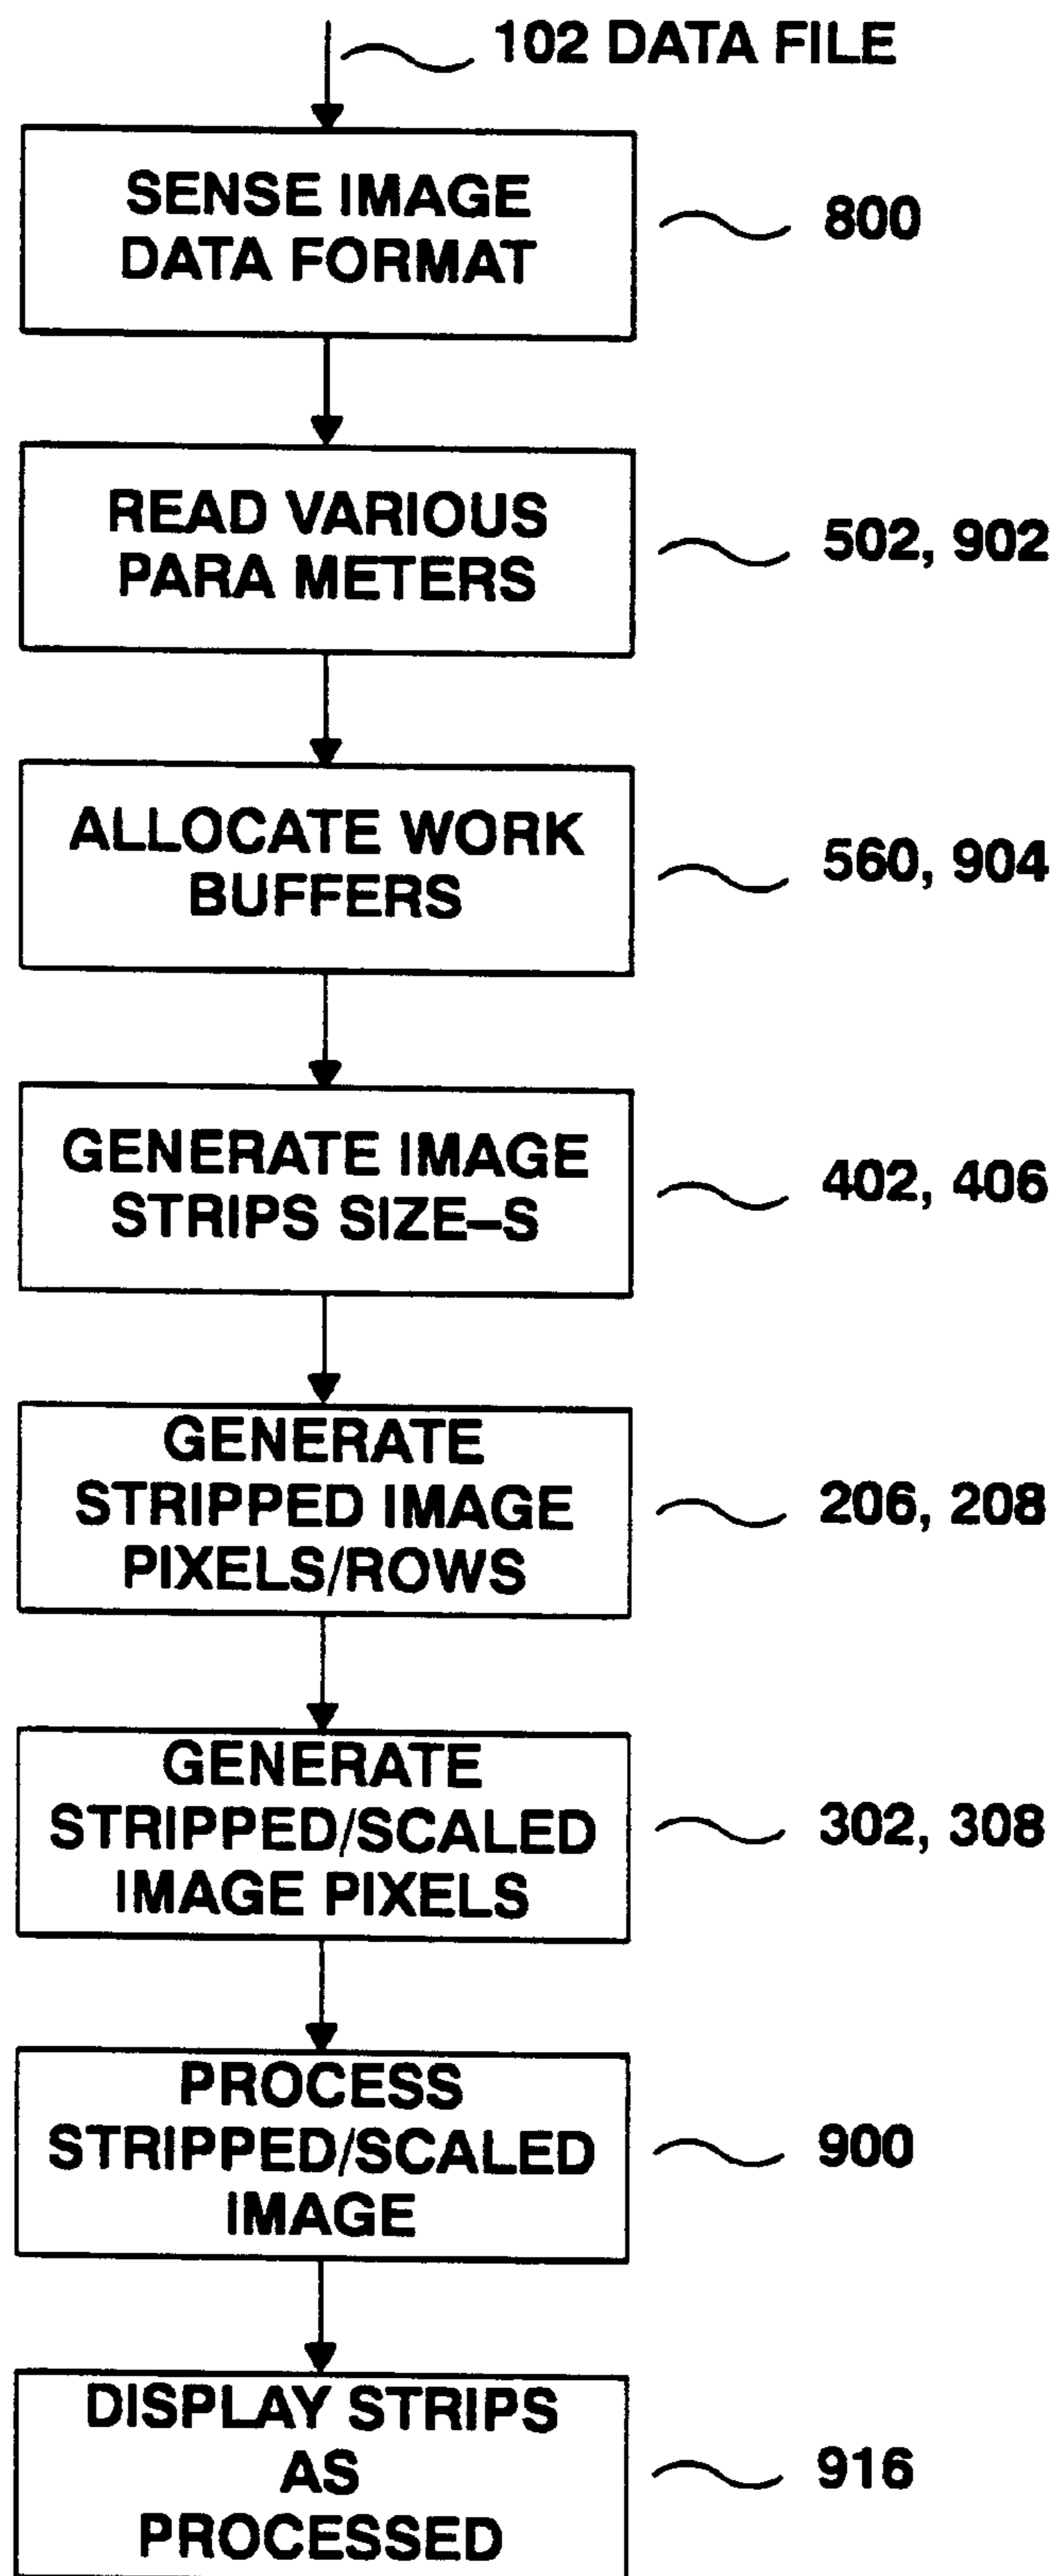 102 DATA FILE
SENSE IMAGE
DATA FORMAT
800
READ VARIOUS
PARA METERS
502, 902
ALLOCATE WORK
BUFFERS
560, 904
GENERATE IMAGE
STRIPS SIZE–S
402, 406
GENERATE
STRIPPED IMAGE
PIXELS/ROWS
206, 208
GENERATE
STRIPPED/SCALED
IMAGE PIXELS
302, 308
PROCESS
STRIPPED/SCALED
IMAGE
900
DISPLAY STRIPS
AS
PROCESSED
916